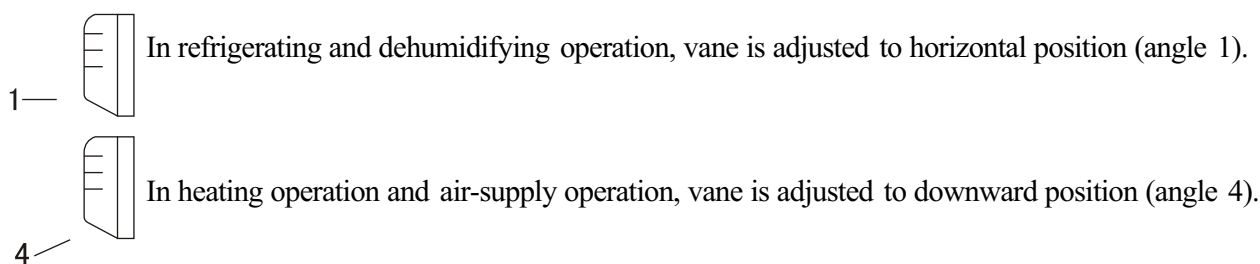 In refrigerating and dehumidifying operation, vane is adjusted to horizontal position (angle 1).
1
In heating operation and air-supply operation, vane is adjusted to downward position (angle 4).
4